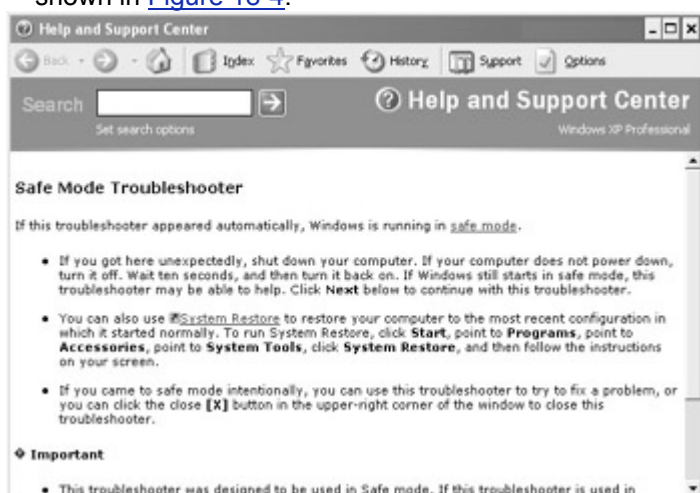 shown in Figure 18-4.
Help and Support Center
Back Index Favorites History Support Options
Search
Set search options
Help and Support Center
Windows XP Professional
Safe Mode Troubleshooter
If this troubleshooter appeared automatically, Windows is running in safe mode.
• If you got here unexpectedly, shut down your computer. If your computer does not power down,
turn it off. Wait ten seconds, and then turn it back on. If Windows still starts in safe mode, this
troubleshooter may be able to help. Click Next below to continue with this troubleshooter.
• You can also use System Restore to restore your computer to the most recent configuration in
which it started normally. To run System Restore, click Start, point to Programs, point to
Accessories, point to System Tools, click System Restore, and then follow the instructions
on your screen.
• If you came to safe mode intentionally, you can use this troubleshooter to try to fix a problem, or
you can click the close [X] button in the upper-right corner of the window to close this
troubleshooter.
Important
• This troubleshooter was designed to be used in Safe mode. If this troubleshooter is used in